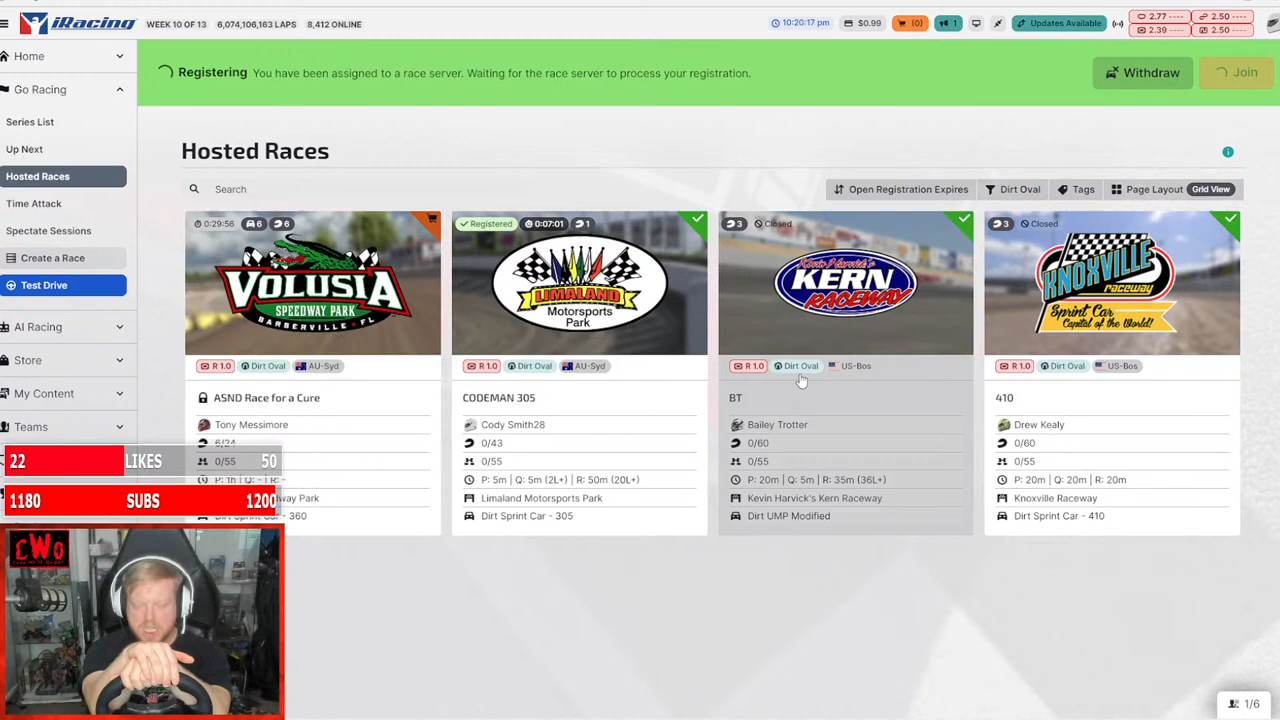 iRacing WEEK 10 OF 13 6,074,106,163 LAPS 8,412 ONLINE 10:20:17 pm $0.99 (0) 1 Updates Available 2.77 ---- 2.50 ----
2.39 ---- 2.50 ----
Home
Go Racing
Series List
Up Next
Hosted Races
Time Attack
Spectate Sessions
Create a Race
Test Drive
AI Racing
Store
My Content
Teams
Registering You have been assigned to a race server. Waiting for the race server to process your registration. Withdraw Join
Hosted Races
Search Open Registration Expires Dirt Oval Tags Page Layout Grid View
0:29:56 6 6
VOLUSIA
SPEEDWAY PARK
BARBERVILLE FL
R 1.0 Dirt Oval AU-Syd
ASND Race for a Cure
Tony Messimore
6/24
0/55
P: 1h | Q: - | R: -
dway Park
int Car - 360
Registered 0:07:01 1
LIMALAND
Motorsports
Park
R 1.0 Dirt Oval AU-Syd
CODEMAN 305
Cody Smith28
0/43
0/55
P: 5m | Q: 5m (2L+) | R: 50m (20L+)
Limaland Motorsports Park
Dirt Sprint Car - 305
3 Closed
Kevin Harvick's
KERN
RACEWAY
R 1.0 Dirt Oval US-Bos
BT
Bailey Trotter
0/60
0/55
P: 20m | Q: 5m | R: 35m (36L+)
Kevin Harvick's Kern Raceway
Dirt UMP Modified
3 Closed
KNOXVILLE
RACEWAY
Sprint Car
Capital of the World!
R 1.0 Dirt Oval US-Bos
410
Drew Kealy
0/60
0/55
P: 20m | Q: 20m | R: 20m
Knoxville Raceway
Dirt Sprint Car - 410
22 LIKES 50
1180 SUBS 1200
CWO
1/6